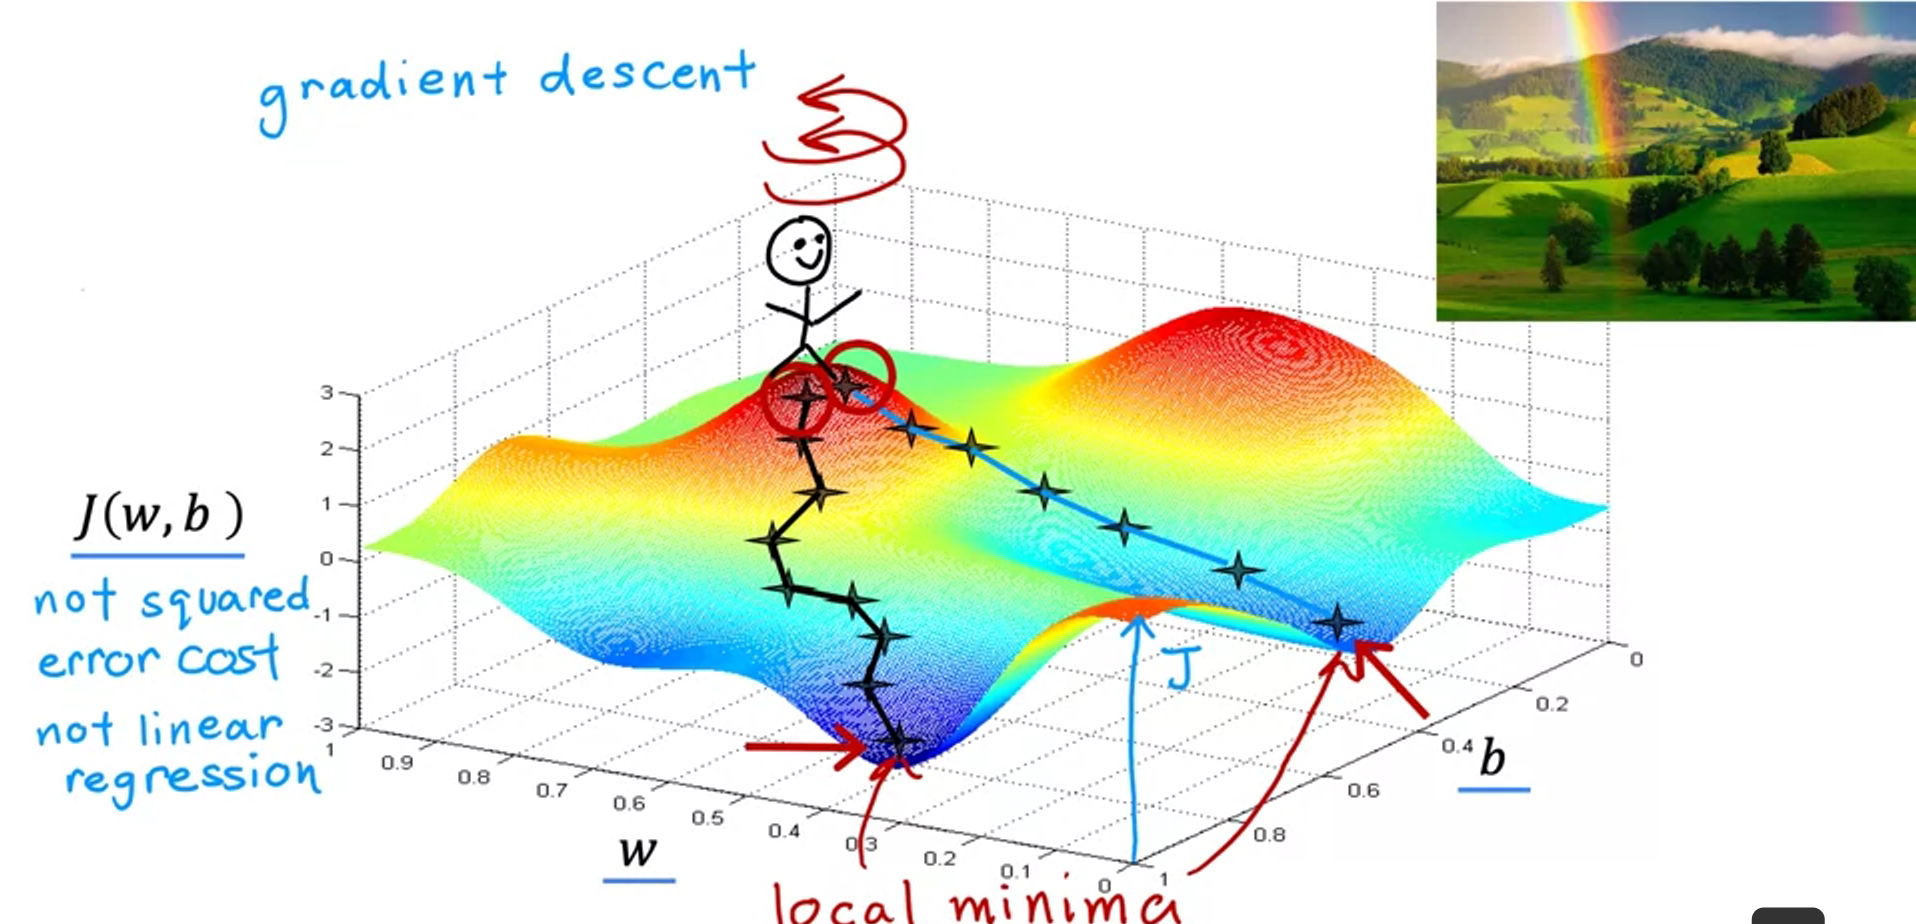 gradient descent
J(w, b )
not squared
error cost
not linear
regression
3
2
1
0
-1
-2
-3
1
0.9
0.8
0.7
0.6
0.5
0.4
0.3
0.2
0.1
0
w
J
0
0.2
0.4
0.6
0.8
1
b
local minima